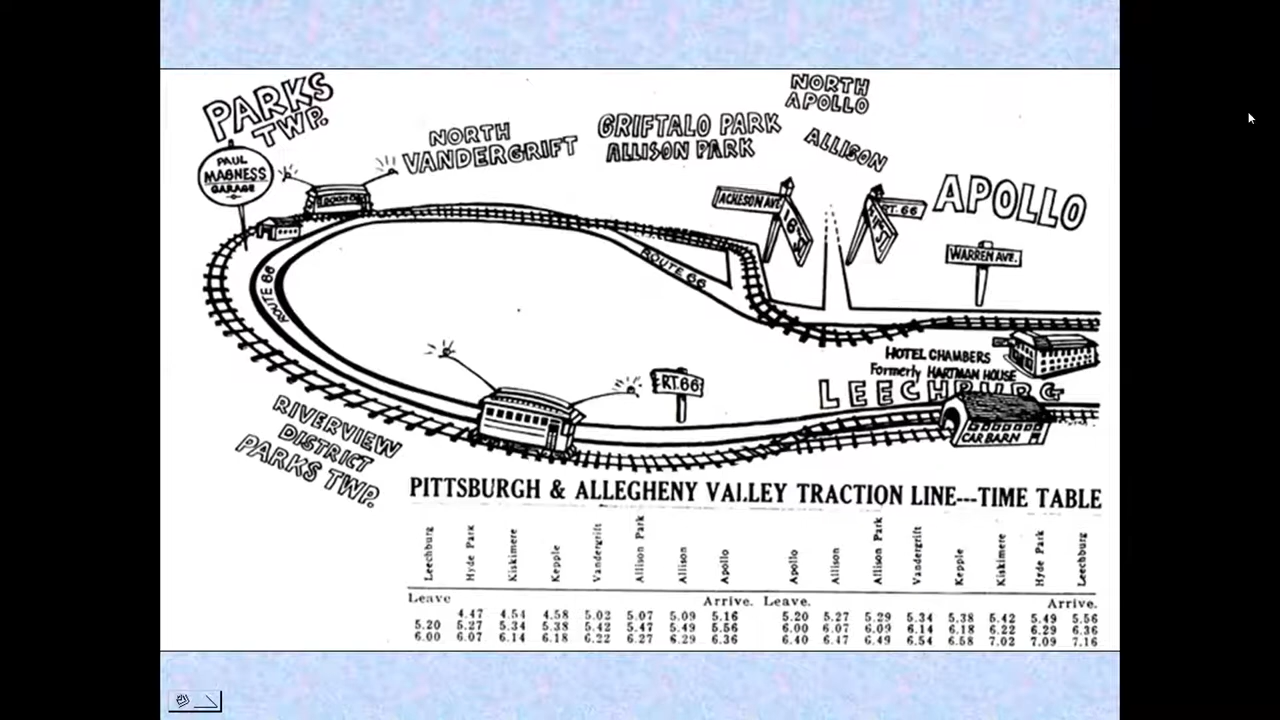 PARKS
TWP.
PAUL
MAGNESS
GARAGE
NORTH
VANDERGRIFT
GRIFTALO PARK
ALLISON PARK
NORTH
APOLLO
ALLISON
ACHESON AVE
16 ST
RT. 66
APOLLO
WARREN AVE.
ROUTE 66
ROUTE 66
HOTEL CHAMBERS
Formerly HARTMAN HOUSE
LEECHBURG
CAR BARN
RT. 66
RIVERVIEW
DISTRICT
PARKS TWP.
PITTSBURGH & ALLEGHENY VALLEY TRACTION LINE---TIME TABLE
Leechburg Hyde Park Kiskimere Kepple Vandergrift Allison Park Allison Apollo Apollo Allison Allison Park Vandergrift Kepple Kiskimere Hyde Park Leechburg
Leave Arrive. Leave. Arrive.
4.47 4.54 4.58 5.02 5.07 5.09 5.16 5.20 5.27 5.29 5.34 5.38 5.42 5.49 5.56
5.20 5.27 5.34 5.38 5.42 5.47 5.49 5.56 6.00 6.07 6.09 6.14 6.18 6.22 6.29 6.36
6.00 6.07 6.14 6.18 6.22 6.27 6.29 6.36 6.40 6.47 6.49 6.54 6.58 7.02 7.09 7.16